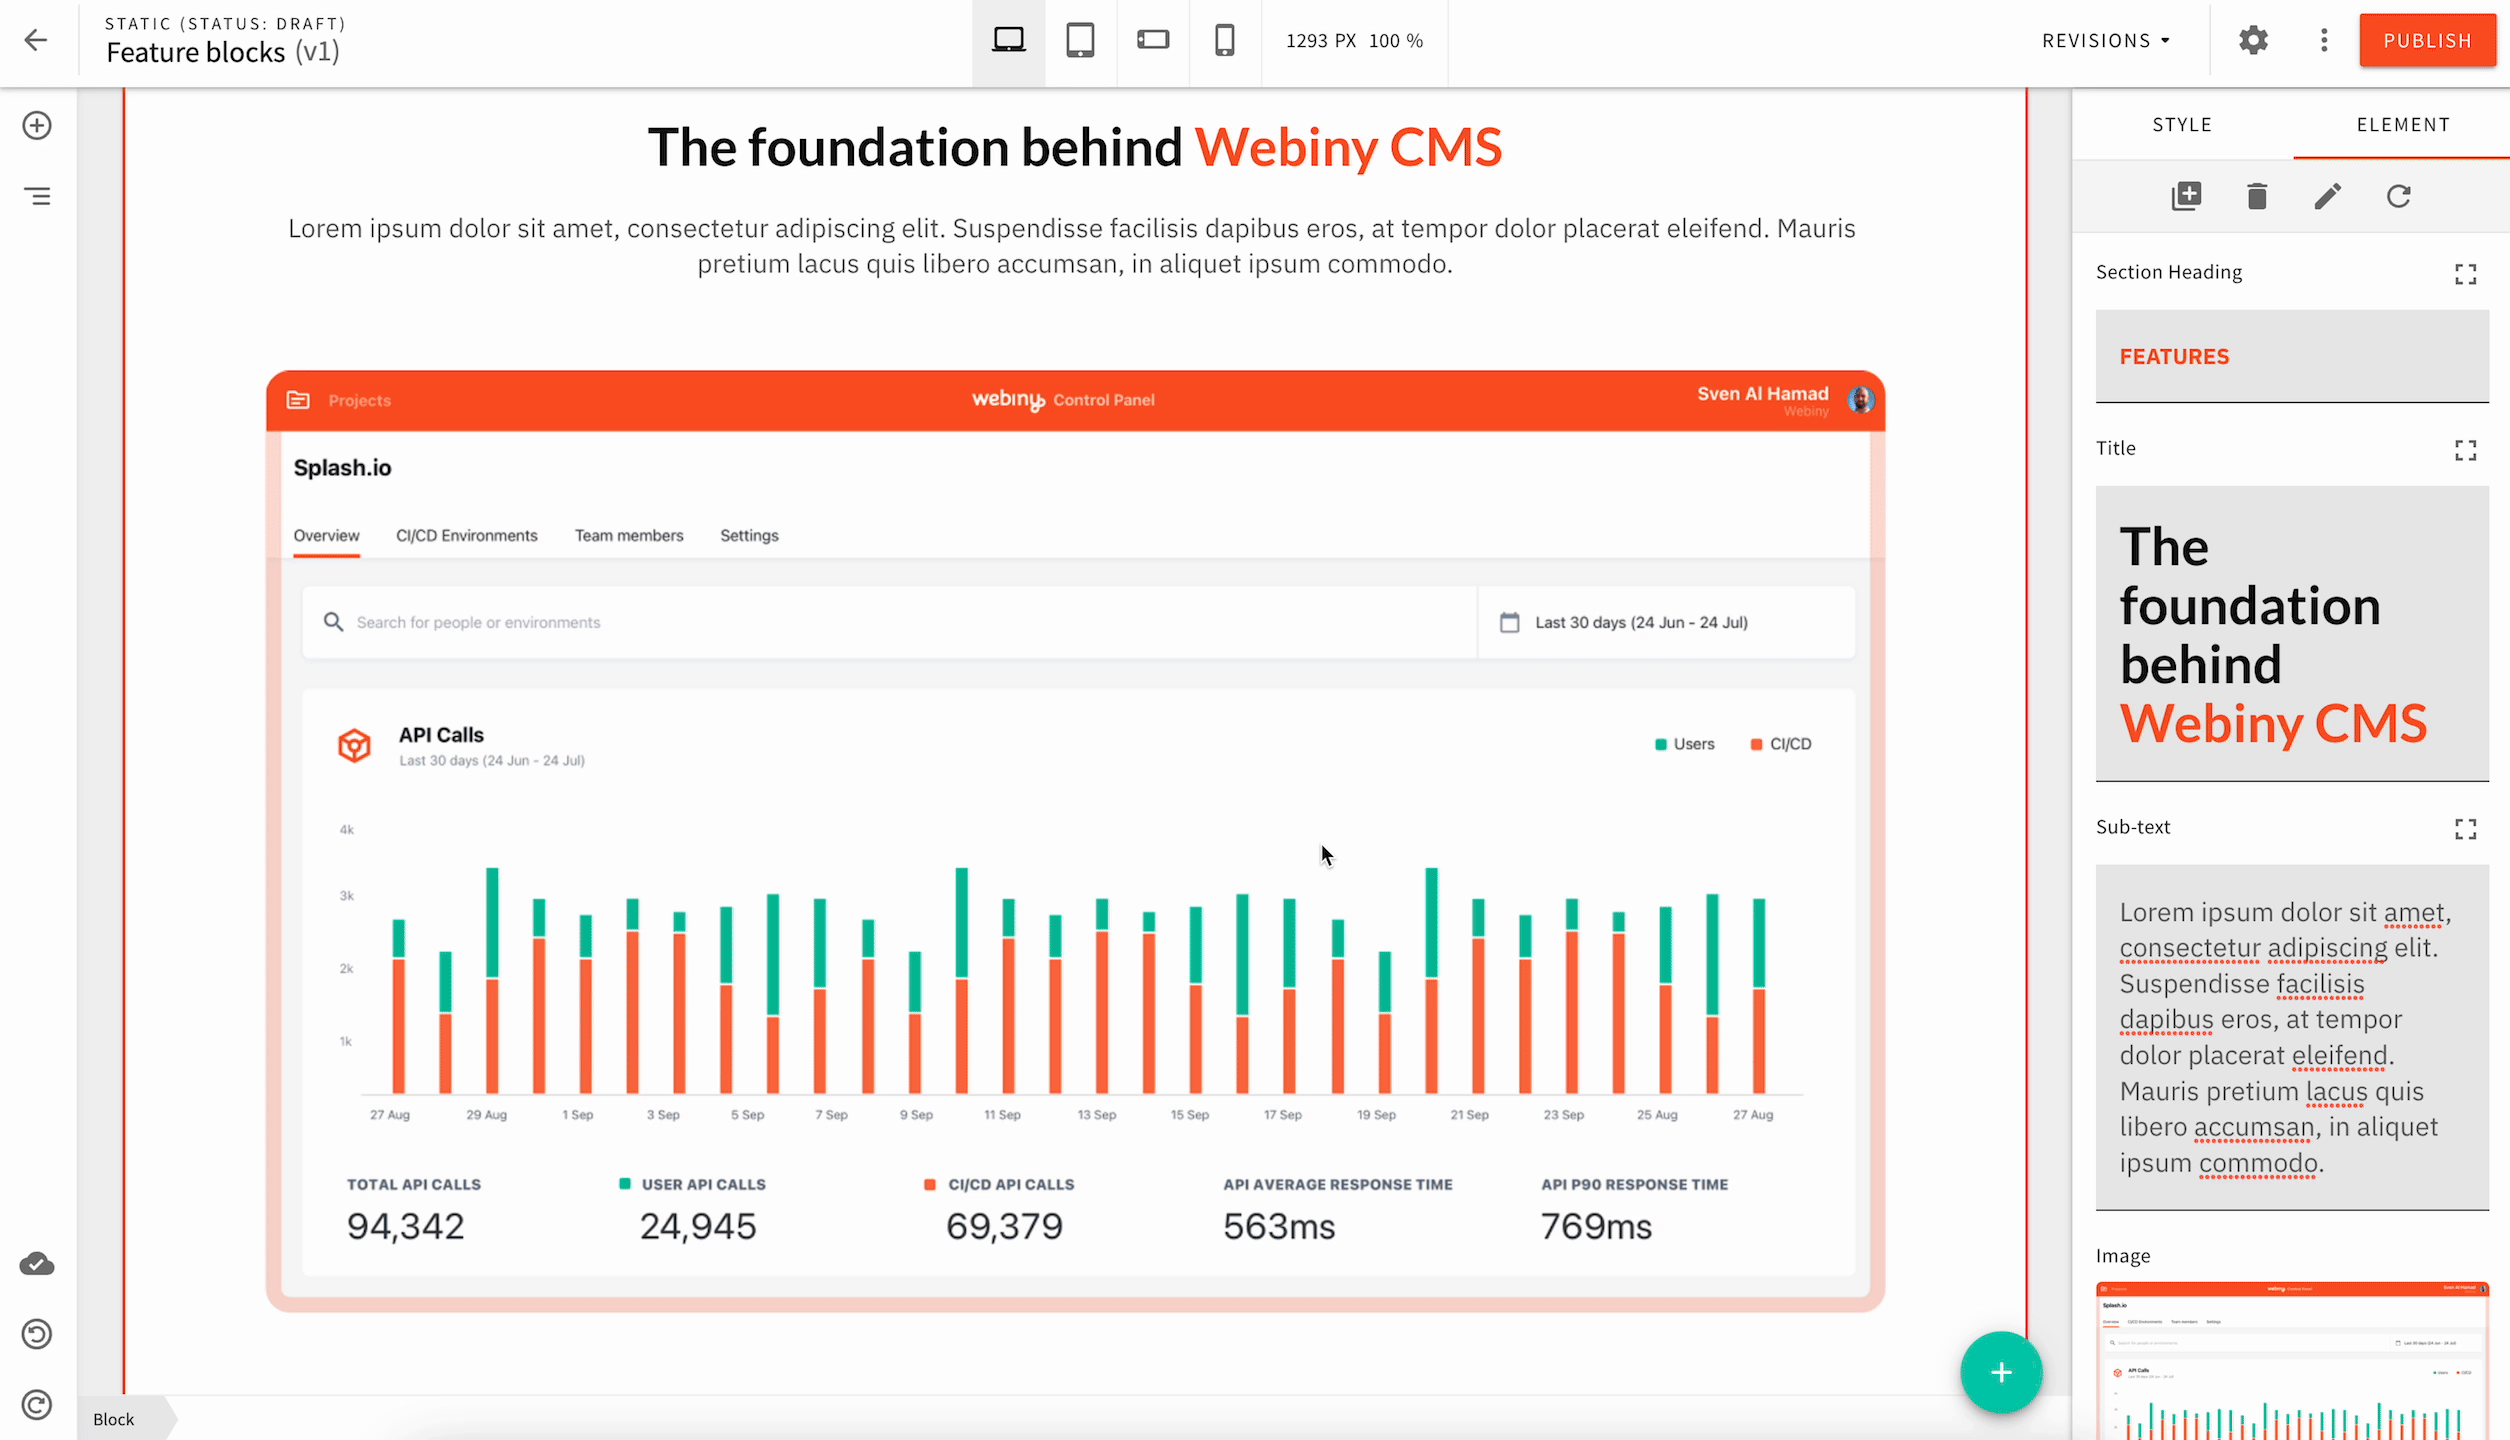 STATIC (STATUS: DRAFT)
Feature blocks (v1)
1293 PX 100 %
REVISIONS
PUBLISH
The foundation behind Webiny CMS
Lorem ipsum dolor sit amet, consectetur adipiscing elit. Suspendisse facilisis dapibus eros, at tempor dolor placerat eleifend. Mauris
pretium lacus quis libero accumsan, in aliquet ipsum commodo.
Projects
webiny Control Panel
Sven Al Hamad
Webiny
Splash.io
Overview
CI/CD Environments
Team members
Settings
Search for people or environments
Last 30 days (24 Jun - 24 Jul)
API Calls
Last 30 days (24 Jun - 24 Jul)
Users
CI/CD
4k
3k
2k
1k
27 Aug
29 Aug
1 Sep
3 Sep
5 Sep
7 Sep
9 Sep
11 Sep
13 Sep
15 Sep
17 Sep
19 Sep
21 Sep
23 Sep
25 Aug
27 Aug
TOTAL API CALLS
94,342
USER API CALLS
24,945
CI/CD API CALLS
69,379
API AVERAGE RESPONSE TIME
563ms
API P90 RESPONSE TIME
769ms
Block
STYLE
ELEMENT
Section Heading
FEATURES
Title
The
foundation
behind
Webiny CMS
Sub-text
Lorem ipsum dolor sit amet,
consectetur adipiscing elit.
Suspendisse facilisis
dapibus eros, at tempor
dolor placerat eleifend.
Mauris pretium lacus quis
libero accumsan, in aliquet
ipsum commodo.
Image
Splash.io
API Calls